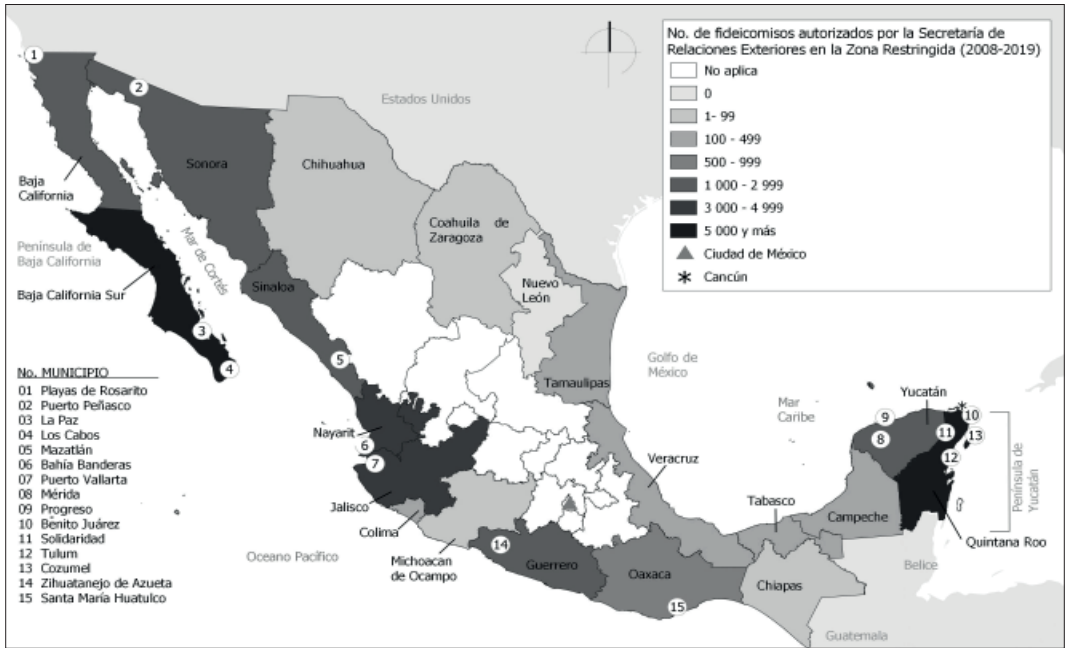 No. de fideicomisos autorizados por la Secretaría de
Relaciones Exteriores en la Zona Restringida (2008-2019)
No aplica
0
1- 99
100 - 499
500 - 999
1 000 - 2 999
3 000 - 4 999
5 000 y más
Ciudad de México
Cancún
1
2
Estados Unidos
Sonora
Chihuahua
Baja
California
Coahuila de
Zaragoza
Península de
Baja California
Mar de Cortés
Baja California Sur
Sinaloa
Nuevo
León
3
4
5
Golfo de
México
Tamaulipas
Mar
Caribe
Yucatán
No. MUNICIPIO
01 Playas de Rosarito
02 Puerto Peñasco
03 La Paz
04 Los Cabos
05 Mazatlán
06 Bahía Banderas
07 Puerto Vallarta
08 Mérida
09 Progreso
10 Benito Juárez
11 Solidaridad
12 Tulum
13 Cozumel
14 Zihuatanejo de Azueta
15 Santa María Huatulco
Nayarit
6
7
9
10
8
11
13
12
Península de
Yucatán
Veracruz
Jalisco
Colima
Tabasco
Campeche
Quintana Roo
Oceano Pacífico
Michoacan
de Ocampo
14
Guerrero
Oaxaca
Chiapas
Belice
15
Guatemala